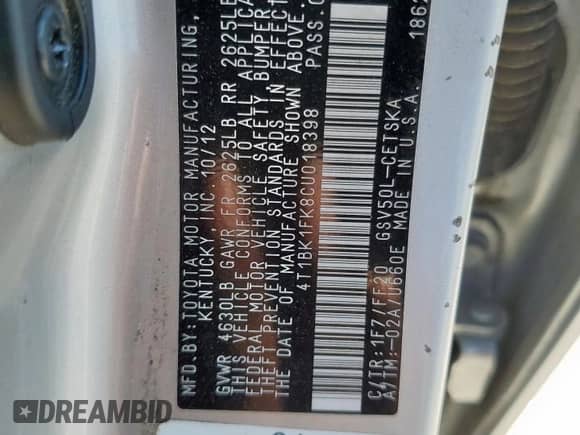 MFD. BY: TOYOTA MOTOR MANUFACTURING,
KENTUCKY, INC 10/12
GVWR 4630LB GAWR FR 2625LB RR 2625LB
THIS VEHICLE CONFORMS TO ALL
FEDERAL MOTOR VEHICLE SAFETY, BUMPER
THEFT PREVENTION STANDARDS IN EFFECT
THE DATE OF MANUFACTURE SHOWN ABOVE.
4T1BK1FK8CU018398 PASS.
C/TR: 1F7/AFF20 GSV50L-CETSKA
A/TM: -02A/U660E MADE IN U.S.A.
DREAMBID